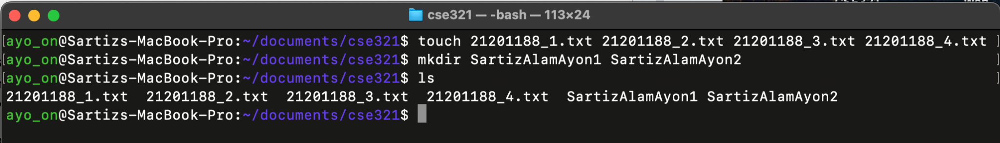 cse321 — -bash — 113×24
ayo_on@Sartizs-MacBook-Pro:~/documents/cse321$ touch 21201188_1.txt 21201188_2.txt 21201188_3.txt 21201188_4.txt
ayo_on@Sartizs-MacBook-Pro:~/documents/cse321$ mkdir SartizAlamAyon1 SartizAlamAyon2
ayo_on@Sartizs-MacBook-Pro:~/documents/cse321$ ls
21201188_1.txt  21201188_2.txt  21201188_3.txt  21201188_4.txt  SartizAlamAyon1 SartizAlamAyon2
ayo_on@Sartizs-MacBook-Pro:~/documents/cse321$